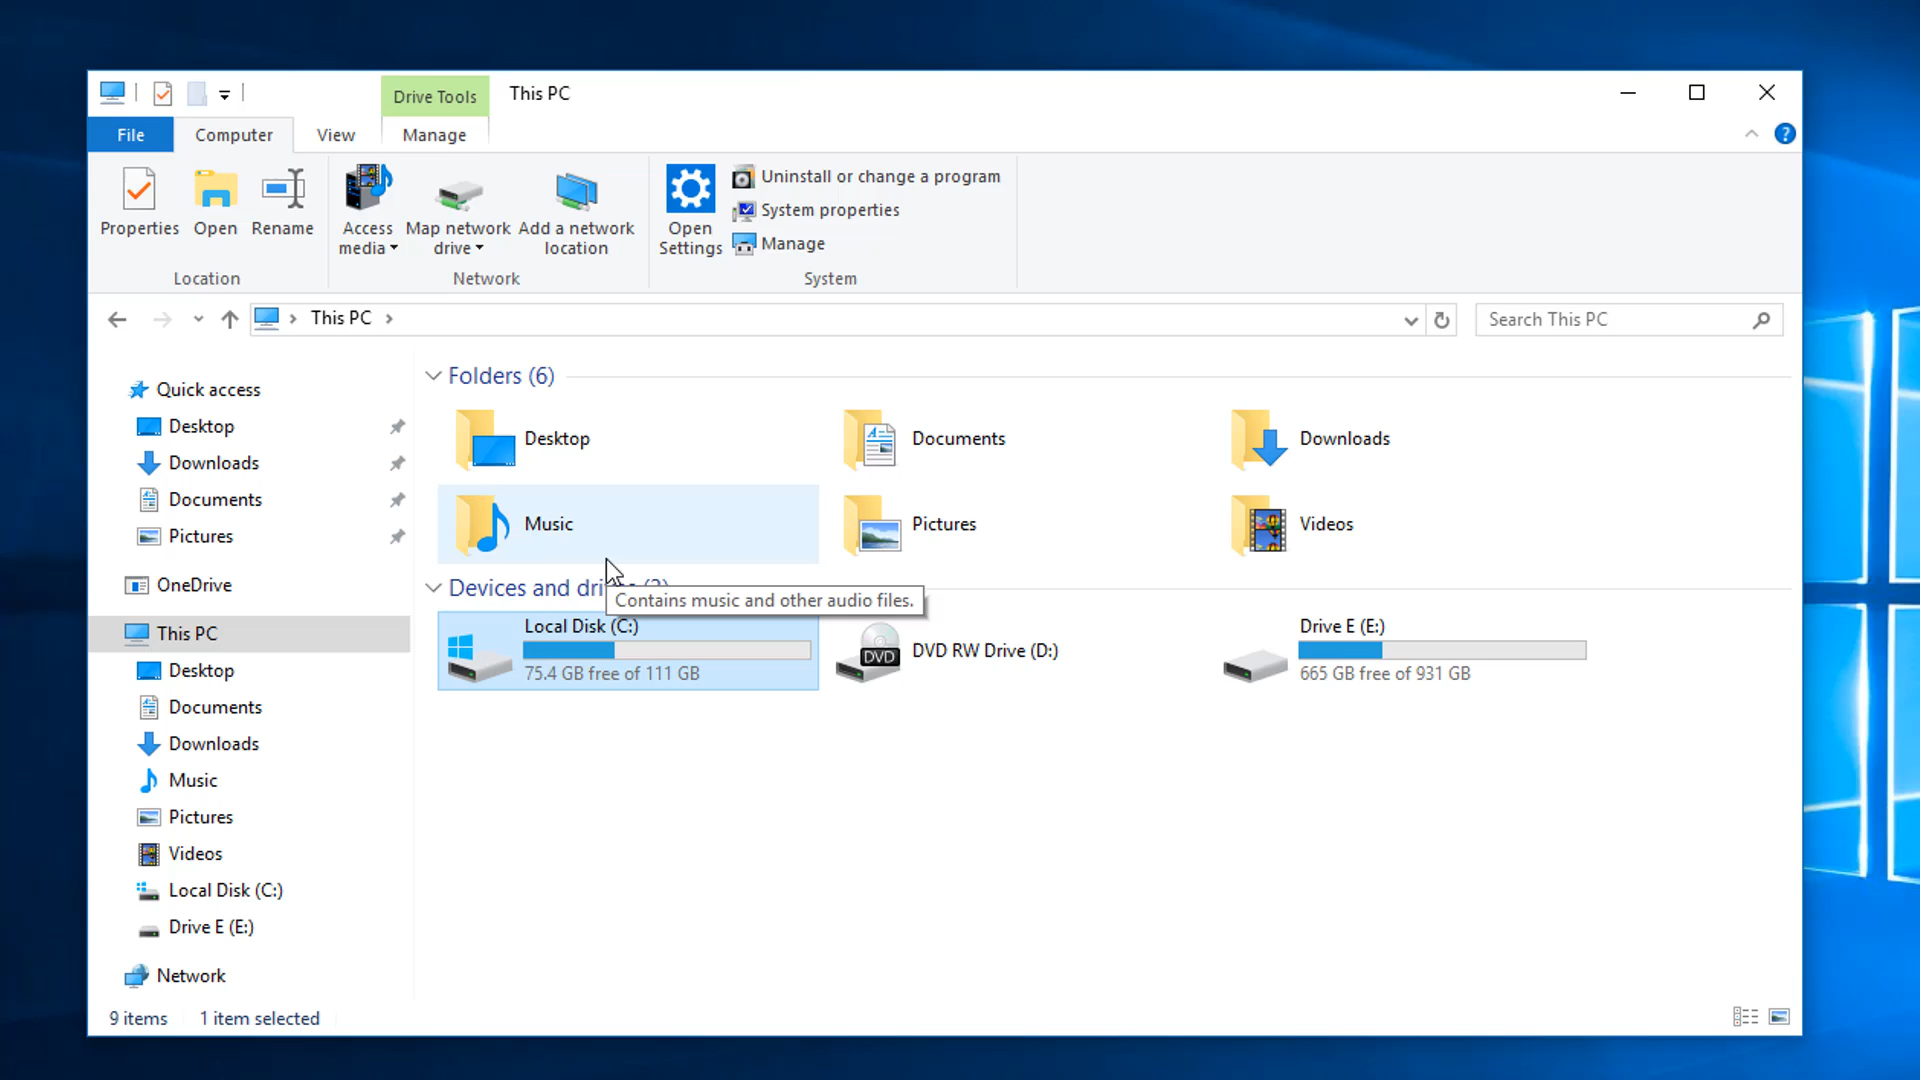 Drive Tools
This PC
File
Computer
View
Manage
Properties
Open
Rename
Access media
Map network drive
Add a network location
Open Settings
Uninstall or change a program
System properties
Manage
Location
Network
System
This PC
Search This PC
Quick access
Desktop
Downloads
Documents
Pictures
OneDrive
This PC
Desktop
Documents
Downloads
Music
Pictures
Videos
Local Disk (C:)
Drive E (E:)
Network
Folders (6)
Desktop
Documents
Downloads
Music
Pictures
Videos
Devices and
Contains music and other audio files.
Local Disk (C:)
75.4 GB free of 111 GB
DVD
DVD RW Drive (D:)
Drive E (E:)
665 GB free of 931 GB
9 items
1 item selected